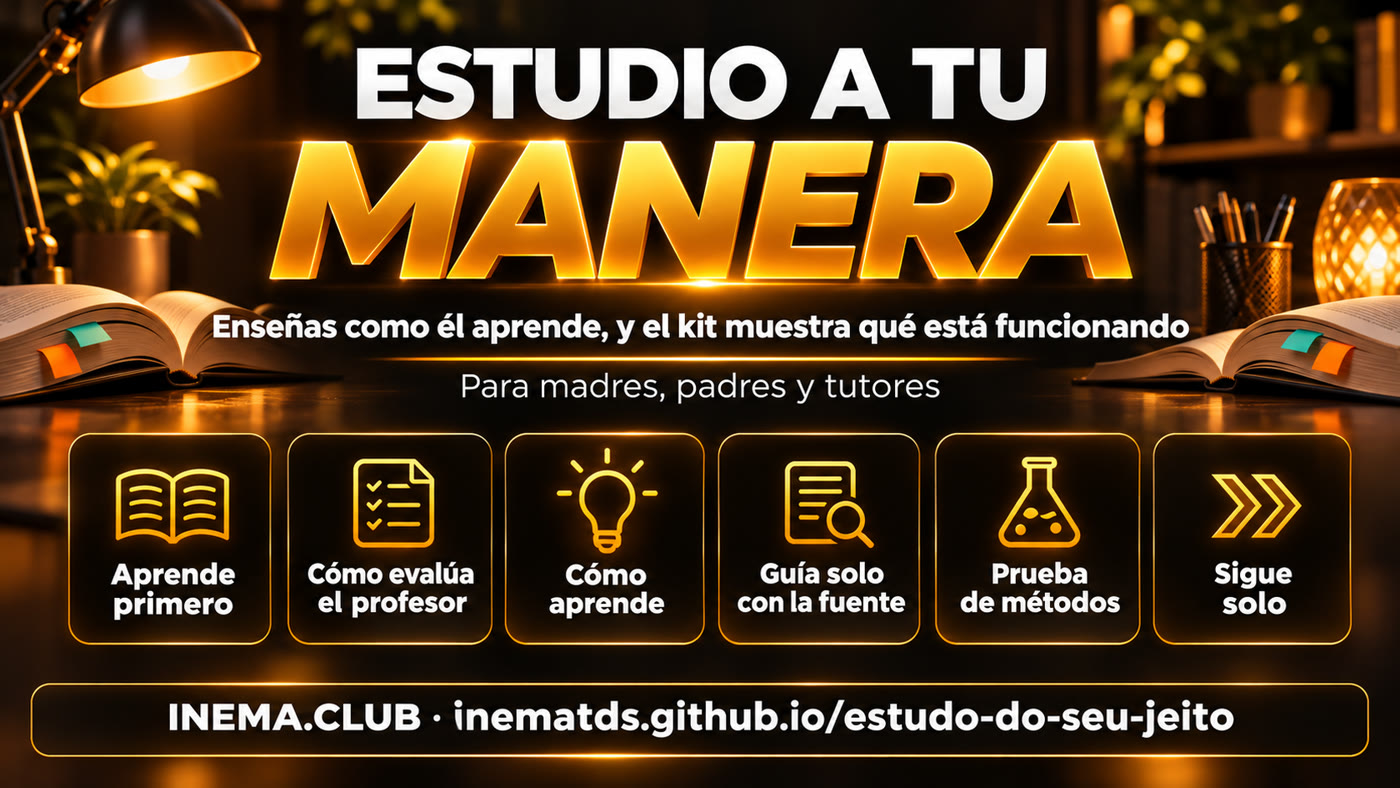 ESTUDIO A TU
MANERA
Enseñas como él aprende, y el kit muestra qué está funcionando
Para madres, padres y tutores
Aprende
primero
Cómo evalúa
el profesor
Cómo
aprende
Guía solo
con la fuente
Prueba
de métodos
Sigue
solo
INEMA.CLUB · inematds.github.io/estudo-do-seu-jeito